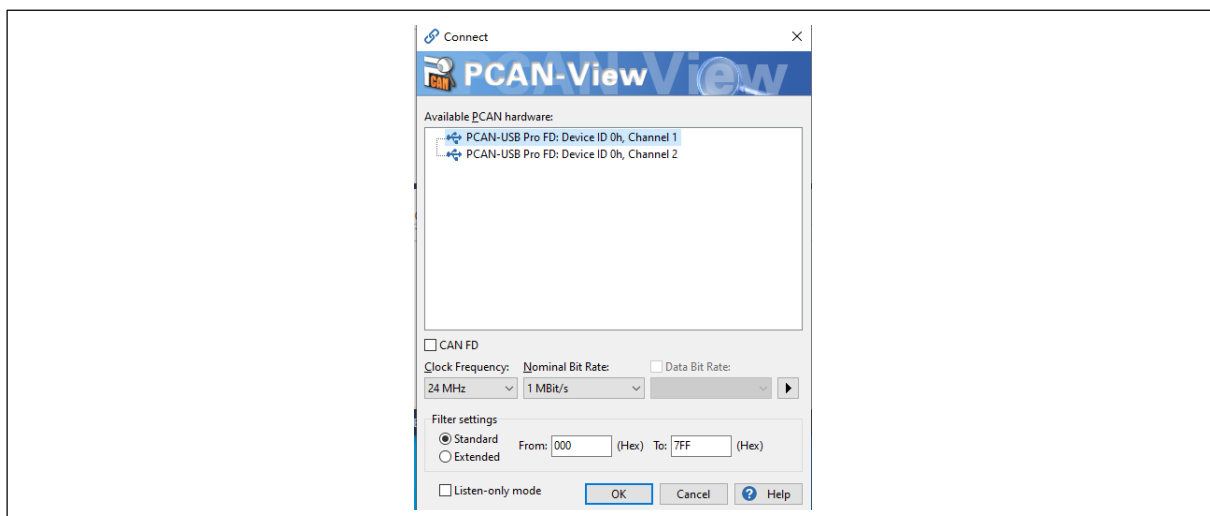 Connect
PCAN-View
Available PCAN hardware:
PCAN-USB Pro FD: Device ID 0h, Channel 1
PCAN-USB Pro FD: Device ID 0h, Channel 2
CAN FD
Clock Frequency: Nominal Bit Rate: Data Bit Rate:
24 MHz 1 MBit/s
Filter settings
Standard
From: 000 (Hex) To: 7FF (Hex)
Extended
Listen-only mode OK Cancel Help